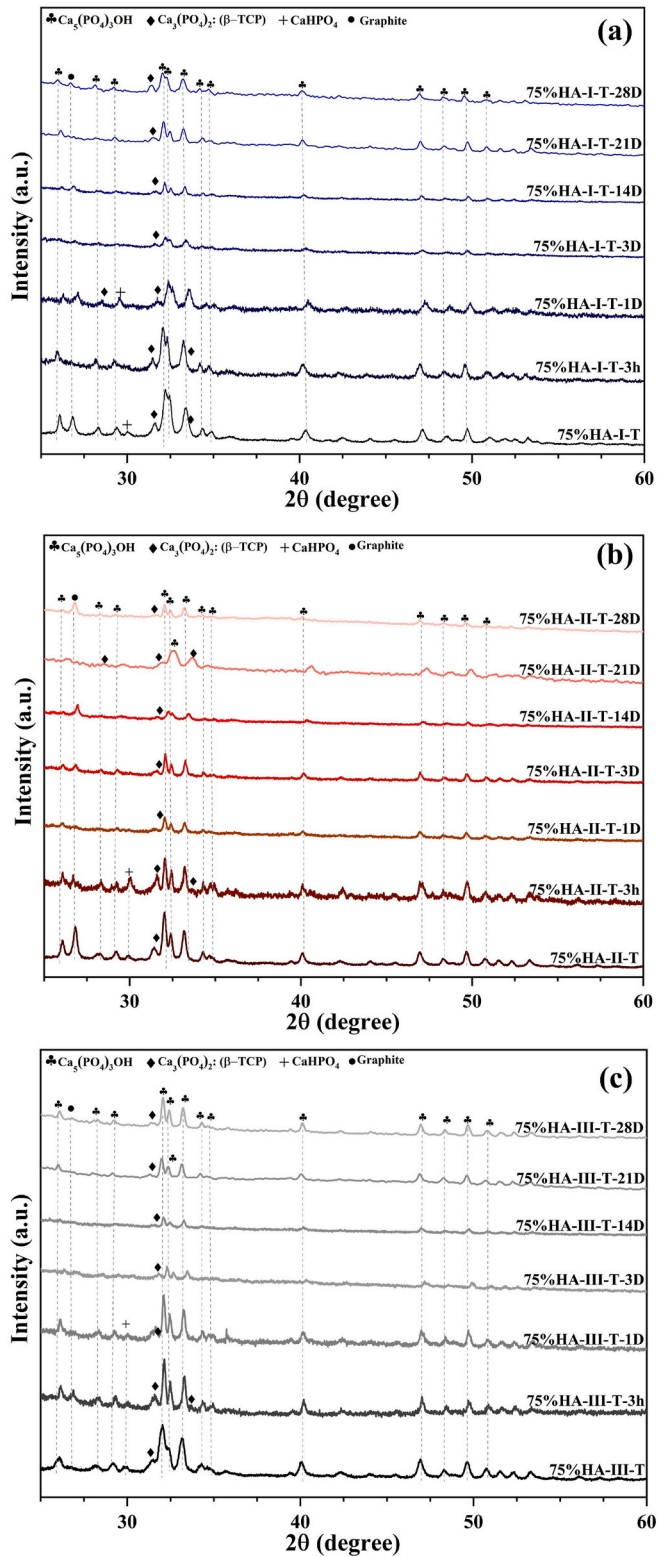 ♣Ca5(PO4)3OH ♦Ca3(PO4)2: (β–TCP) +CaHPO4 ●Graphite
(a)
75%HA-I-T-28D
75%HA-I-T-21D
75%HA-I-T-14D
75%HA-I-T-3D
75%HA-I-T-1D
75%HA-I-T-3h
75%HA-I-T
Intensity (a.u.)
30 40 50 60
2θ (degree)
♣Ca5(PO4)3OH ♦Ca3(PO4)2: (β–TCP) +CaHPO4 ●Graphite
(b)
75%HA-II-T-28D
75%HA-II-T-21D
75%HA-II-T-14D
75%HA-II-T-3D
75%HA-II-T-1D
75%HA-II-T-3h
75%HA-II-T
Intensity (a.u.)
30 40 50 60
2θ (degree)
♣Ca5(PO4)3OH ♦Ca3(PO4)2: (β–TCP) +CaHPO4 ●Graphite
(c)
75%HA-III-T-28D
75%HA-III-T-21D
75%HA-III-T-14D
75%HA-III-T-3D
75%HA-III-T-1D
75%HA-III-T-3h
75%HA-III-T
Intensity (a.u.)
30 40 50 60
2θ (degree)